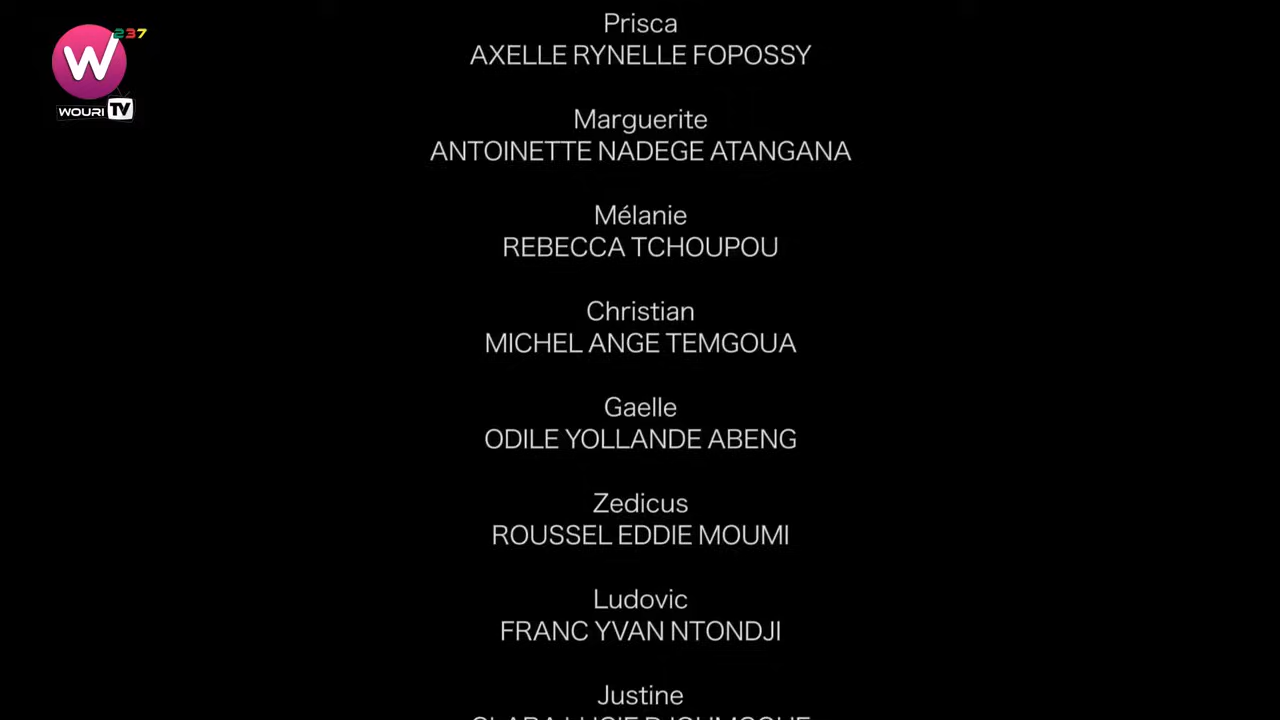 237
W
WOURI TV
Prisca
AXELLE RYNELLE FOPOSSY
Marguerite
ANTOINETTE NADEGE ATANGANA
Mélanie
REBECCA TCHOUPOU
Christian
MICHEL ANGE TEMGOUA
Gaelle
ODILE YOLLANDE ABENG
Zedicus
ROUSSEL EDDIE MOUMI
Ludovic
FRANC YVAN NTONDJI
Justine